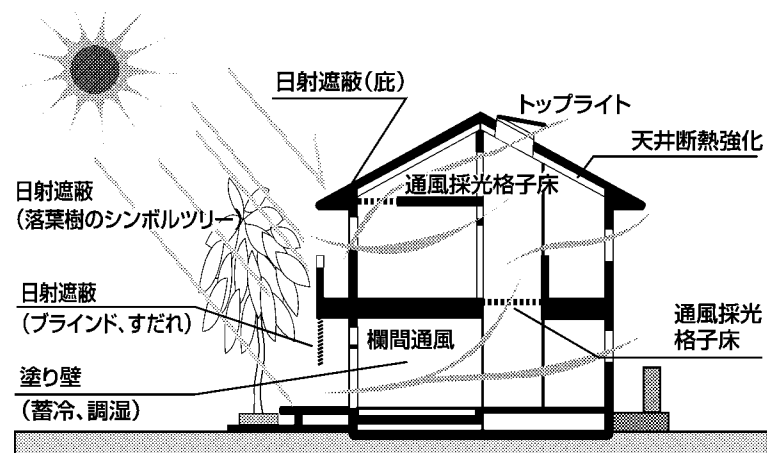 日射遮蔽(庇)
トップライト
天井断熱強化
通風採光格子床
日射遮蔽
(落葉樹のシンボルツリー)
日射遮蔽
(ブラインド、すだれ)
欄間通風
通風採光
格子床
塗り壁
(蓄冷、調湿)